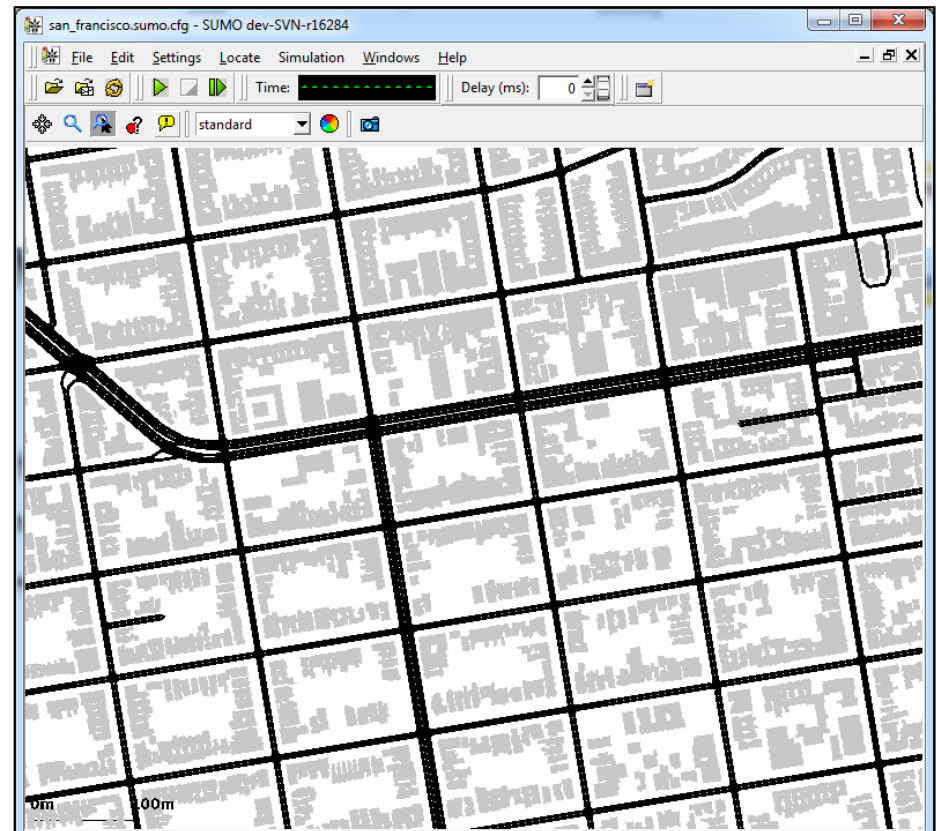 san_francisco.sumo.cfg - SUMO dev-SVN-r16284
File Edit Settings Locate Simulation Windows Help
Time: Delay (ms): 0
standard
0m 100m